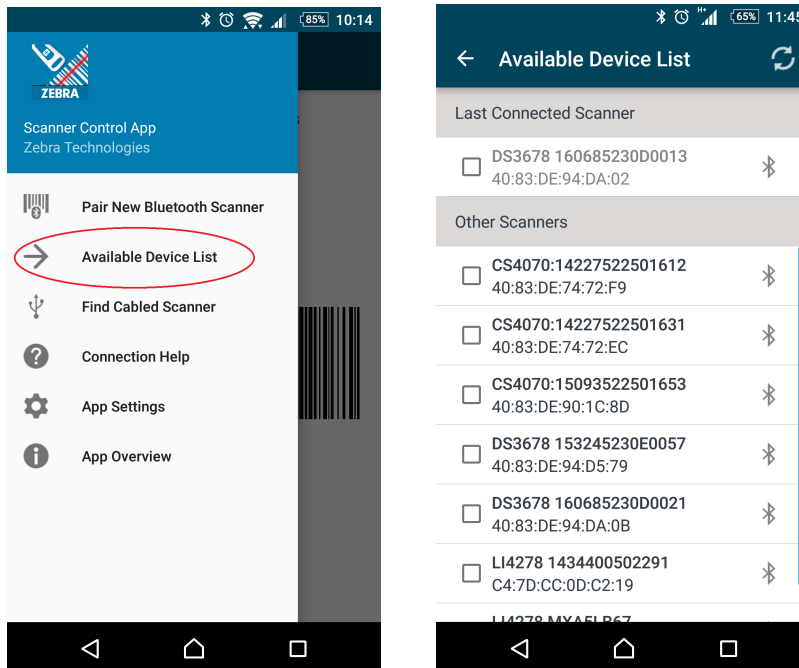 85%
10:14
ZEBRA
Scanner Control App
Zebra Technologies
Pair New Bluetooth Scanner
Available Device List
Find Cabled Scanner
Connection Help
App Settings
App Overview
H+
65%
11:45
Available Device List
Last Connected Scanner
DS3678 160685230D0013
40:83:DE:94:DA:02
Other Scanners
CS4070:14227522501612
40:83:DE:74:72:F9
CS4070:14227522501631
40:83:DE:74:72:EC
CS4070:15093522501653
40:83:DE:90:1C:8D
DS3678 153245230E0057
40:83:DE:94:D5:79
DS3678 160685230D0021
40:83:DE:94:DA:0B
LI4278 1434400502291
C4:7D:CC:0D:C2:19
LI4278